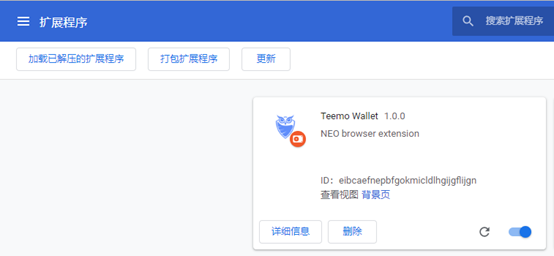 扩展程序
搜索扩展程序
加载已解压的扩展程序
打包扩展程序
更新
Teemo Wallet 1.0.0
NEO browser extension
ID：eibcaefnepbfgokmicldlhgijgflijgn
查看视图 背景页
详细信息
删除